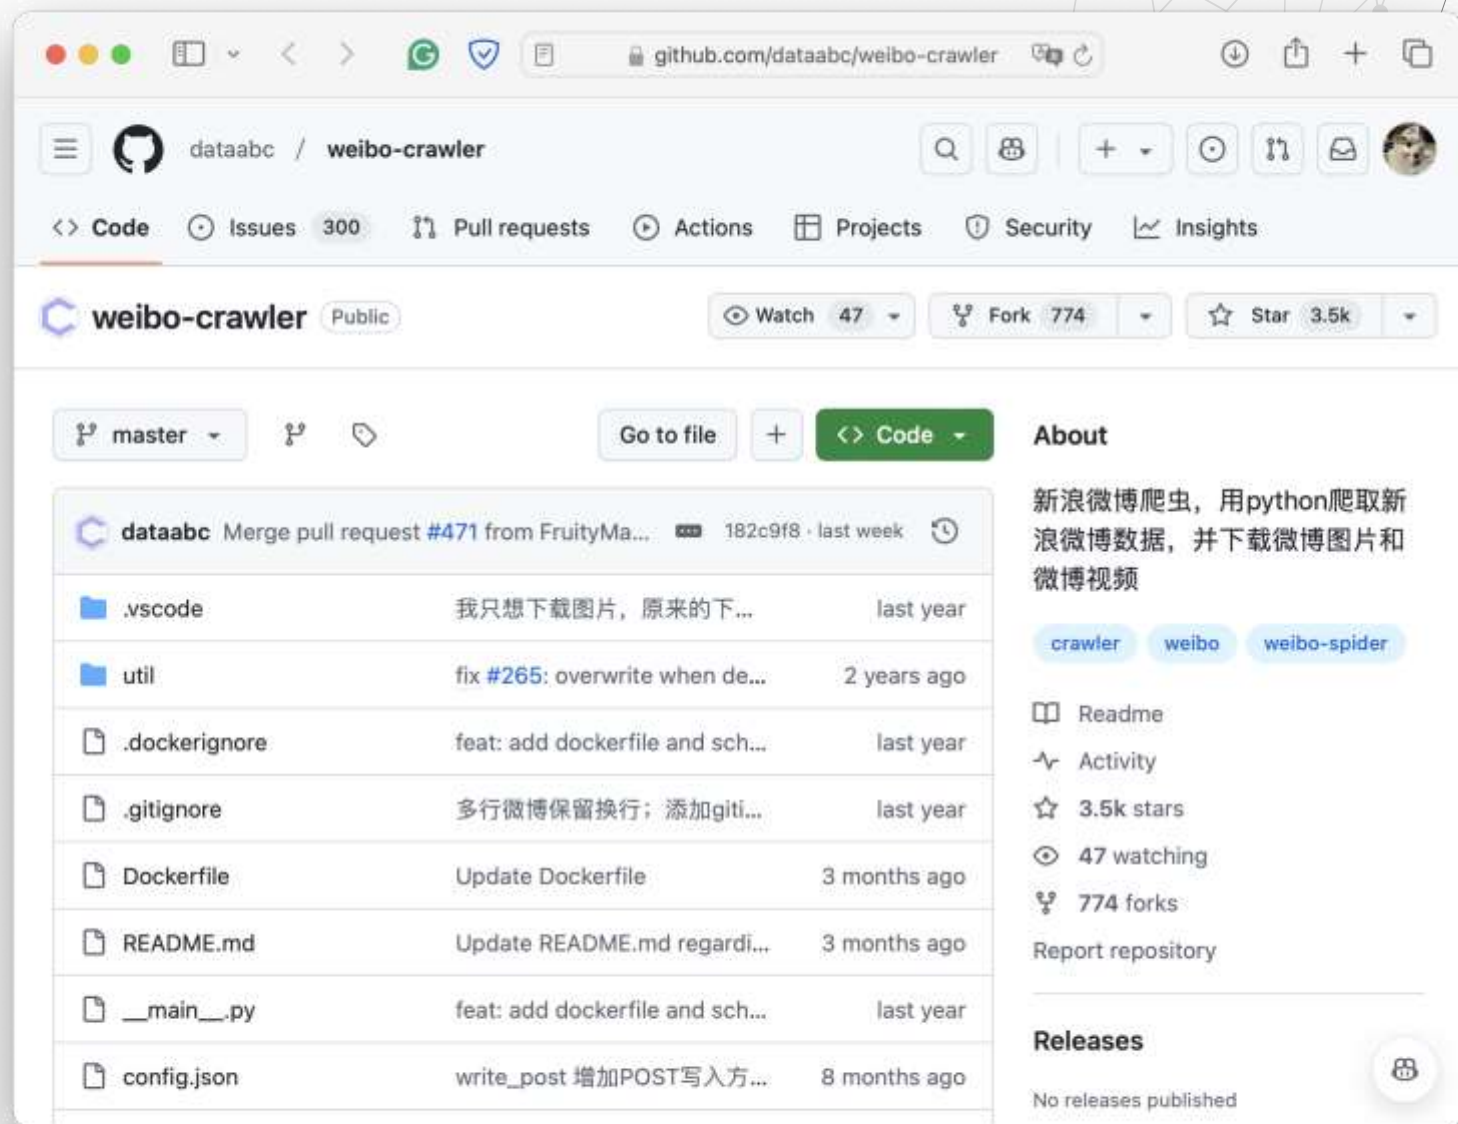 github.com/dataabc/weibo-crawler
dataabc / weibo-crawler
Code Issues 300 Pull requests Actions Projects Security Insights
weibo-crawler Public Watch 47 Fork 774 Star 3.5k
master Go to file Code
dataabc Merge pull request #471 from FruityMa... 182c9f8 · last week
.vscode 我只想下载图片，原来的下... last year
util fix #265: overwrite when de... 2 years ago
.dockerignore feat: add dockerfile and sch... last year
.gitignore 多行微博保留换行；添加giti... last year
Dockerfile Update Dockerfile 3 months ago
README.md Update README.md regardi... 3 months ago
__main__.py feat: add dockerfile and sch... last year
config.json write_post 增加POST写入方... 8 months ago
About
新浪微博爬虫，用python爬取新
浪微博数据，并下载微博图片和
微博视频
crawler weibo weibo-spider
Readme
Activity
3.5k stars
47 watching
774 forks
Report repository
Releases
No releases published